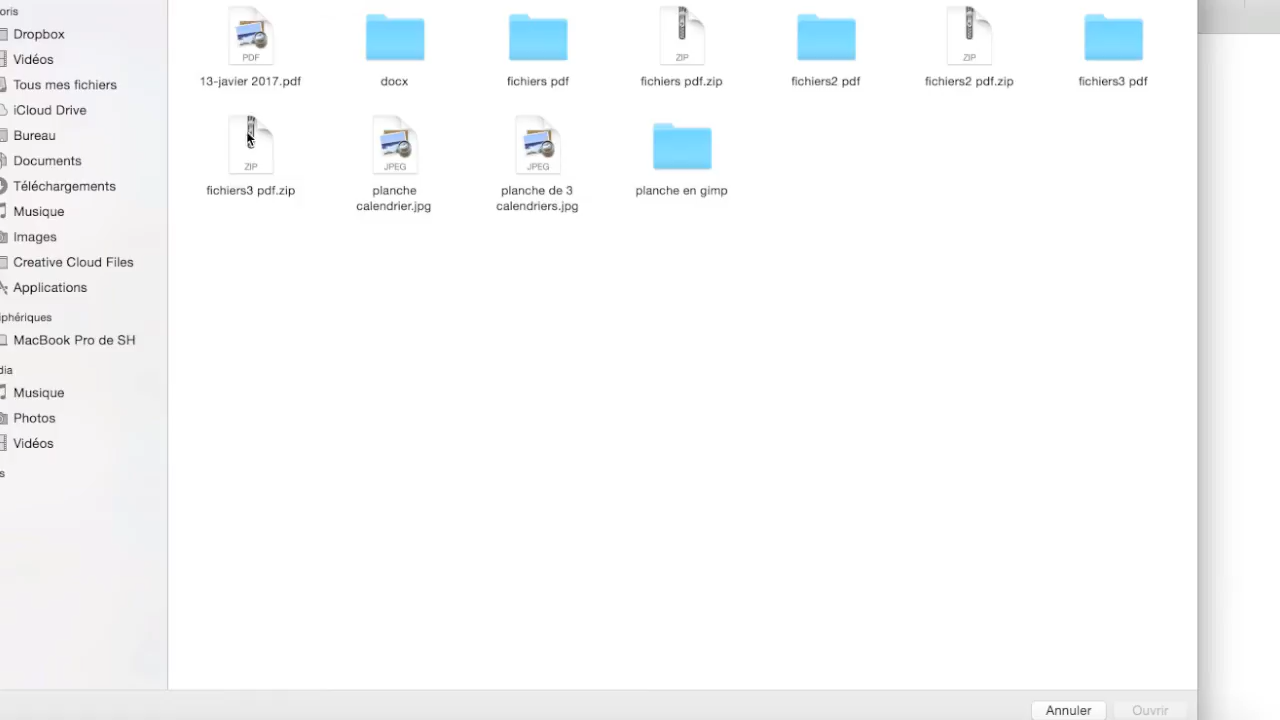 oris
Dropbox
Vidéos
Tous mes fichiers
iCloud Drive
Bureau
Documents
Téléchargements
Musique
Images
Creative Cloud Files
Applications
iphériques
MacBook Pro de SH
dia
Musique
Photos
Vidéos
s
PDF
13-javier 2017.pdf
docx
fichiers pdf
ZIP
fichiers pdf.zip
fichiers2 pdf
ZIP
fichiers2 pdf.zip
fichiers3 pdf
ZIP
fichiers3 pdf.zip
JPEG
planche
calendrier.jpg
JPEG
planche de 3
calendriers.jpg
planche en gimp
Annuler
Ouvrir